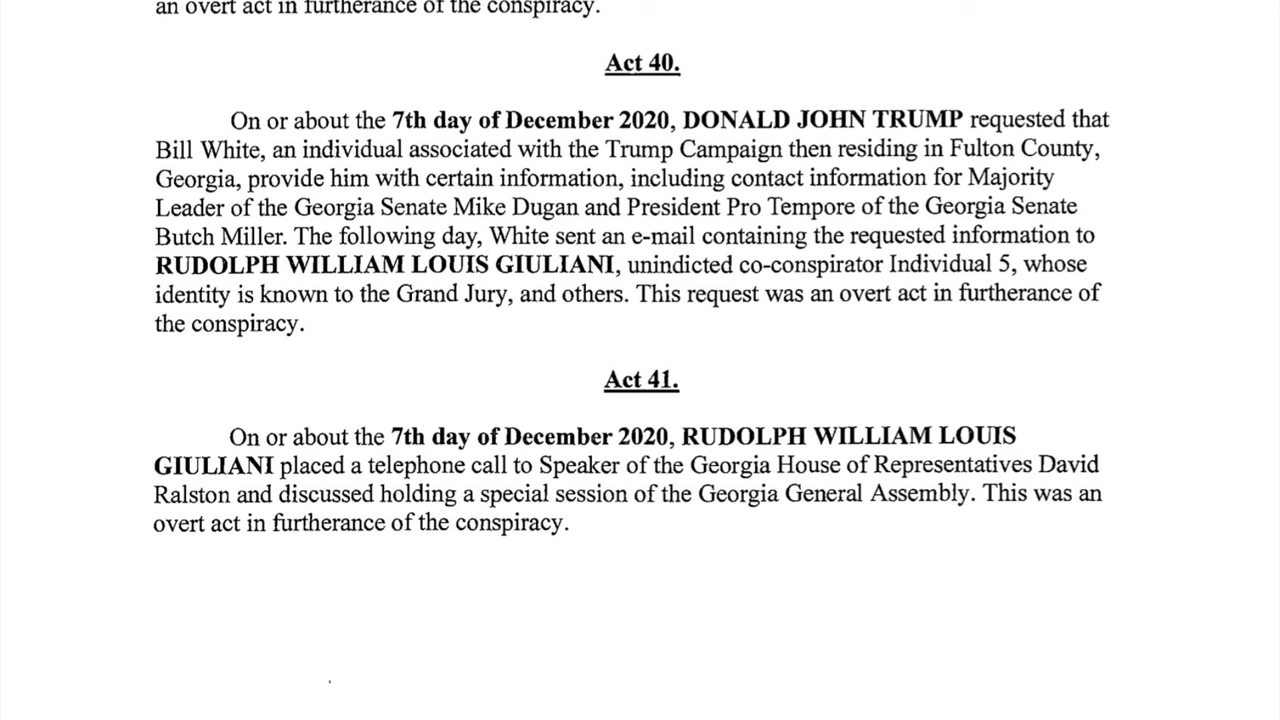 an overt act in furtherance of the conspiracy.
Act 40.
On or about the 7th day of December 2020, DONALD JOHN TRUMP requested that
Bill White, an individual associated with the Trump Campaign then residing in Fulton County,
Georgia, provide him with certain information, including contact information for Majority
Leader of the Georgia Senate Mike Dugan and President Pro Tempore of the Georgia Senate
Butch Miller. The following day, White sent an e-mail containing the requested information to
RUDOLPH WILLIAM LOUIS GIULIANI, unindicted co-conspirator Individual 5, whose
identity is known to the Grand Jury, and others. This request was an overt act in furtherance of
the conspiracy.
Act 41.
On or about the 7th day of December 2020, RUDOLPH WILLIAM LOUIS
GIULIANI placed a telephone call to Speaker of the Georgia House of Representatives David
Ralston and discussed holding a special session of the Georgia General Assembly. This was an
overt act in furtherance of the conspiracy.